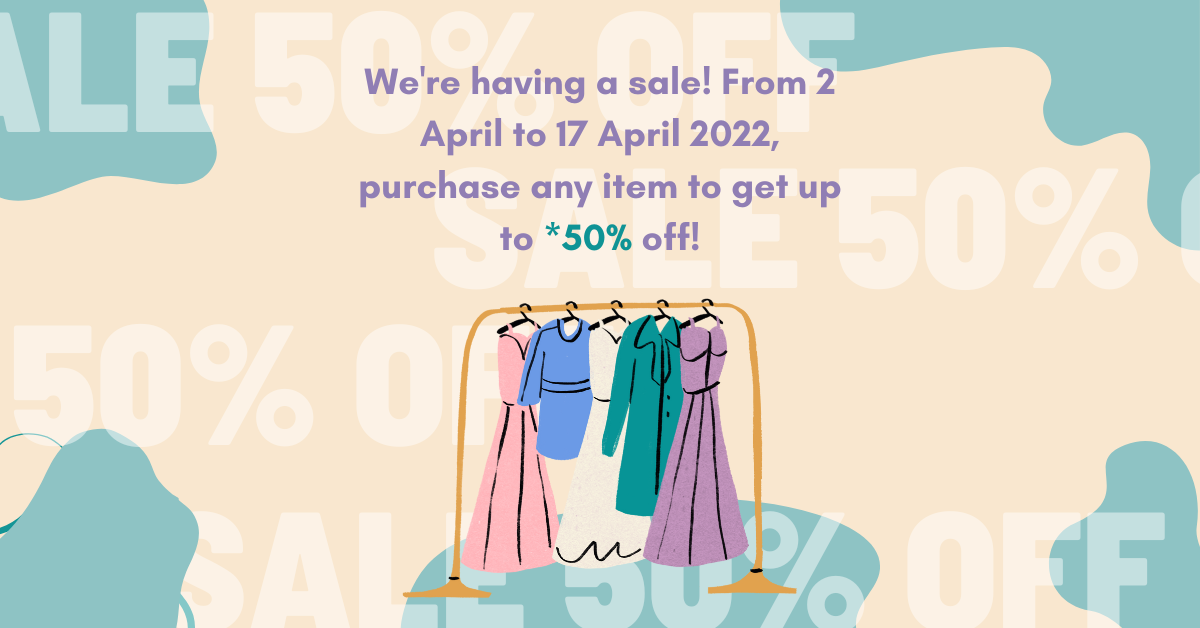 ALE 50% OFF
We're having a sale! From 2
April to 17 April 2022,
purchase any item to get up
to *50% off!
SALE 50% O
50% OF
SALE 50% OFF